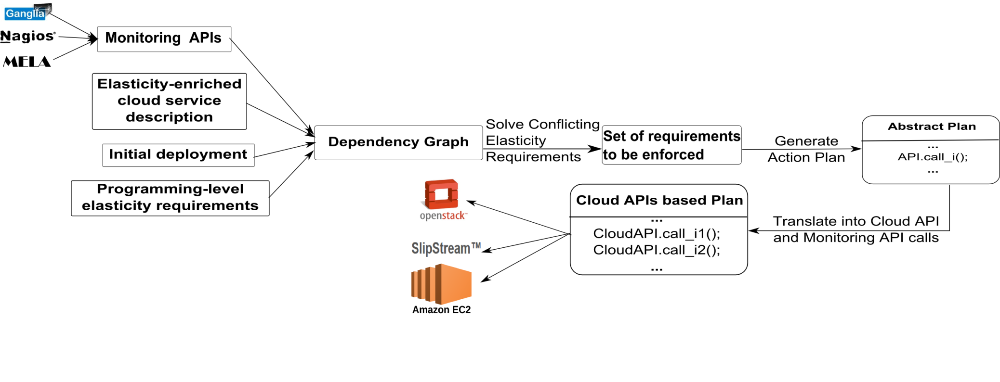 Ganglia
Nagios®
MELA
Monitoring APIs
Elasticity-enriched
cloud service
description
Initial deployment
Programming-level
elasticity requirements
Dependency Graph
Solve Conflicting
Elasticity
Requirements
Set of requirements
to be enforced
Generate
Action Plan
Abstract Plan
...
API.call_i();
...
Translate into Cloud API
and Monitoring API calls
Cloud APIs based Plan
...
CloudAPI.call_i1();
CloudAPI.call_i2();
...
openstack™
SlipStream™
Amazon EC2